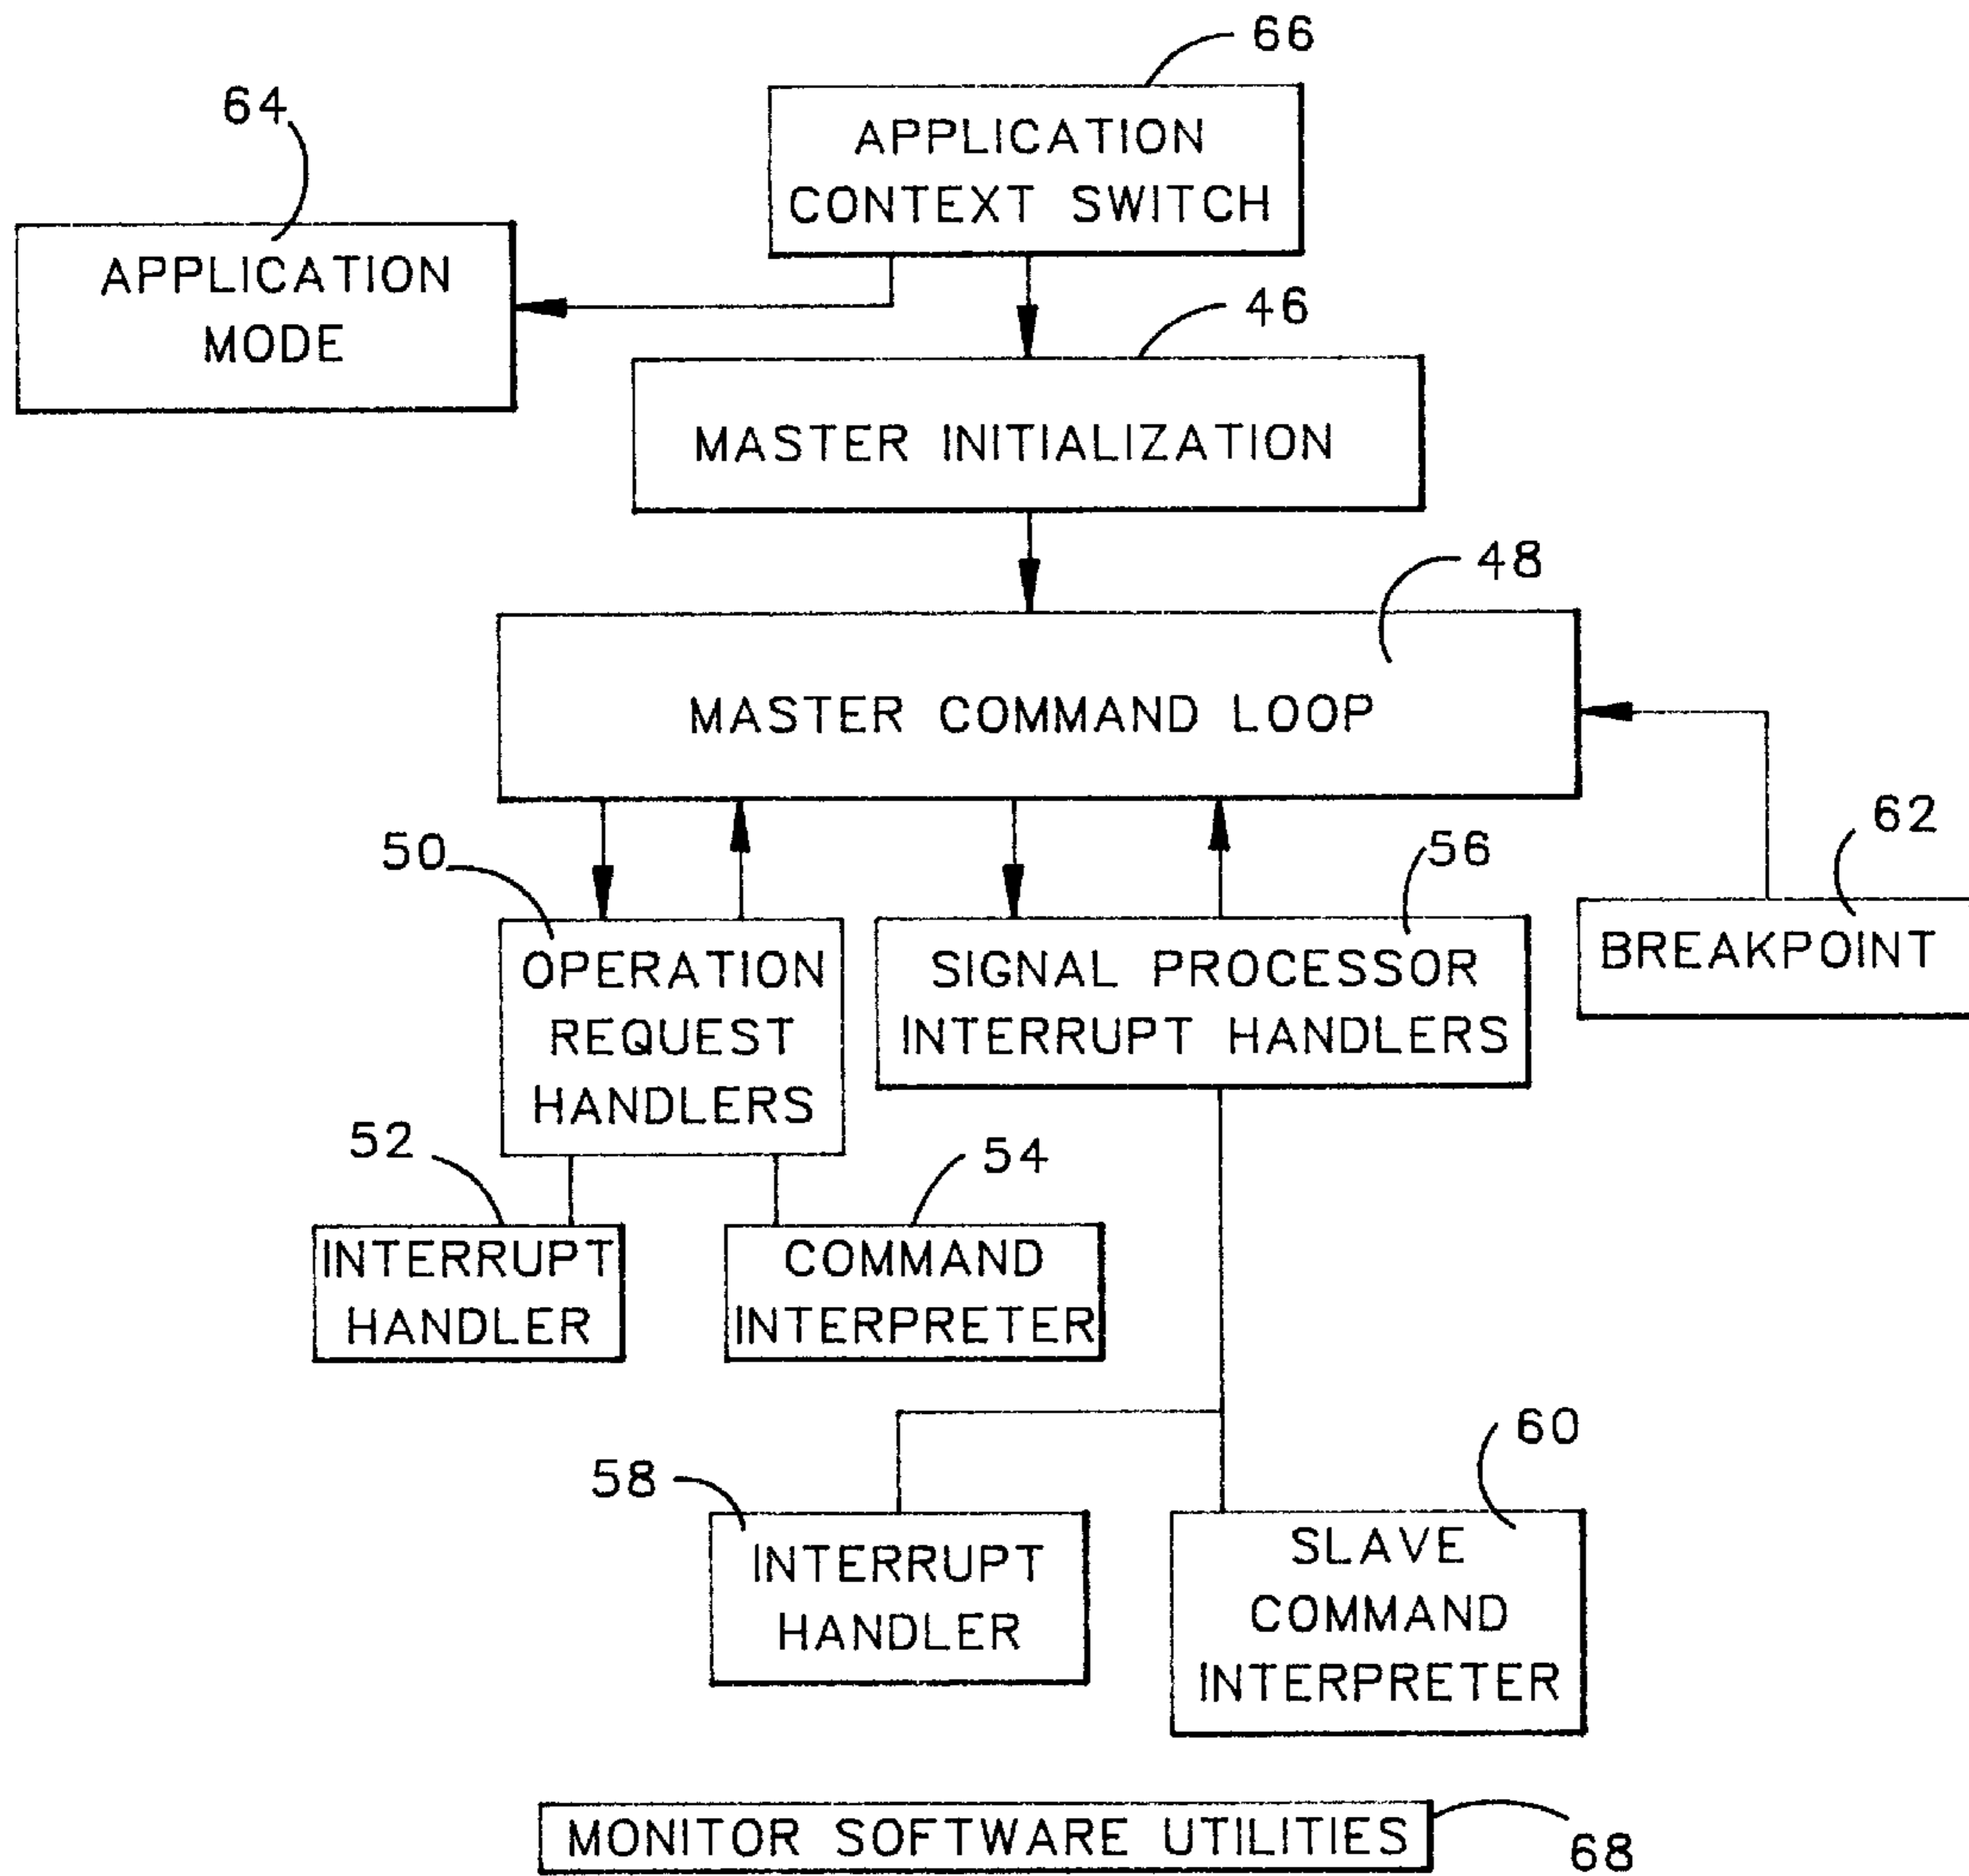 66
64
APPLICATION
CONTEXT SWITCH
APPLICATION
MODE
46
MASTER INITIALIZATION
48
MASTER COMMAND LOOP
50
56
62
OPERATION
REQUEST
HANDLERS
SIGNAL PROCESSOR
INTERRUPT HANDLERS
BREAKPOINT
52
54
INTERRUPT
HANDLER
COMMAND
INTERPRETER
58
60
INTERRUPT
HANDLER
SLAVE
COMMAND
INTERPRETER
MONITOR SOFTWARE UTILITIES
68